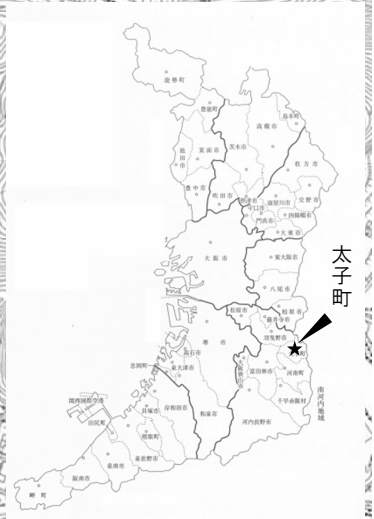 能勢町
豊能町
島本町
高槻市
茨木市
箕面市
池田市
枚方市
交野市
豊中市
吹田市
摂津市
寝屋川市
守口市
門真市
四條畷市
大東市
大阪市
東大阪市
八尾市
太子町
松原市
柏原市
藤井寺市
羽曳野市
堺市
高石市
大阪狭山市
富田林市
河南町
忠岡町
泉大津市
千早赤阪村
南河内地域
関西国際空港
貝塚市
岸和田市
和泉市
河内長野市
田尻町
熊取町
泉佐野市
泉南市
阪南市
岬町